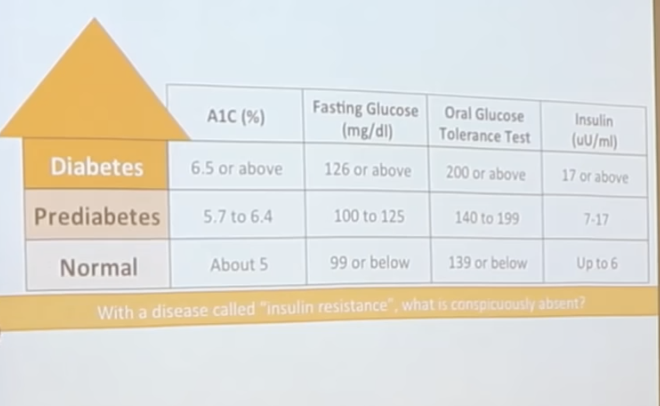 A1C (%) Fasting Glucose (mg/dl) Oral Glucose Tolerance Test Insulin (uU/ml)
Diabetes 6.5 or above 126 or above 200 or above 17 or above
Prediabetes 5.7 to 6.4 100 to 125 140 to 199 7-17
Normal About 5 99 or below 139 or below Up to 6
With a disease called "insulin resistance", what is conspicuously absent?